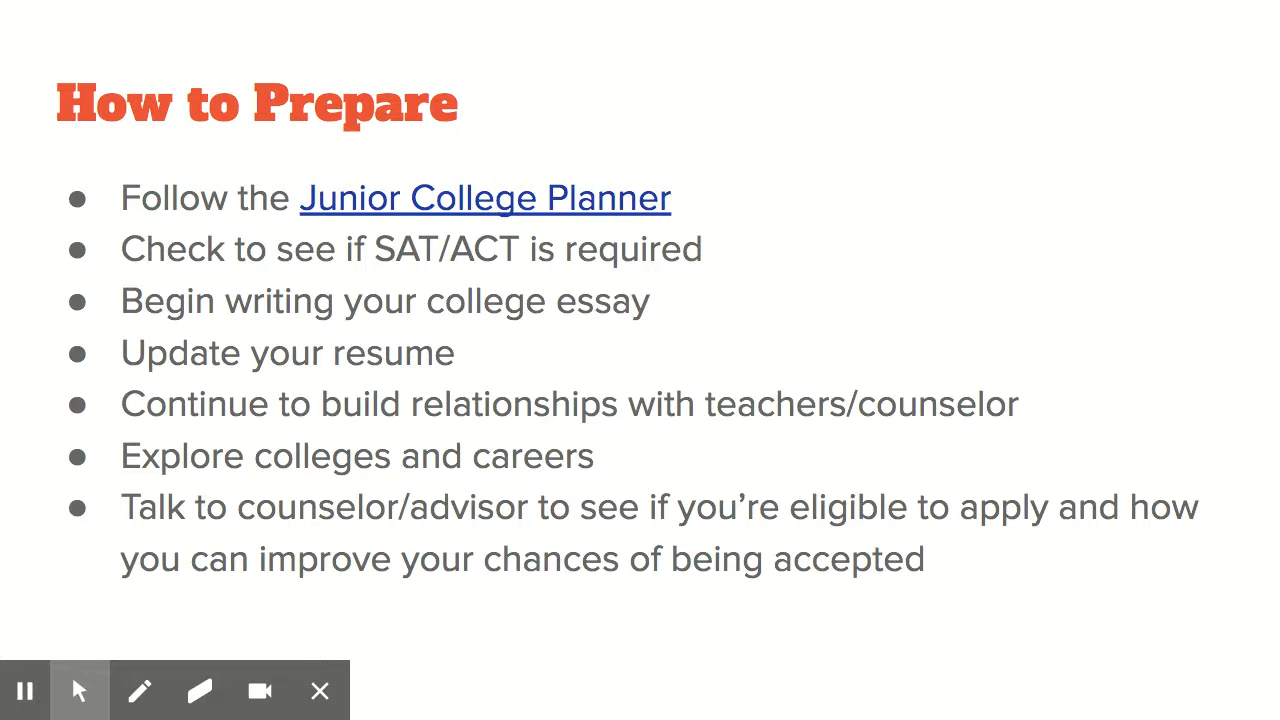 How to Prepare
● Follow the Junior College Planner
● Check to see if SAT/ACT is required
● Begin writing your college essay
● Update your resume
● Continue to build relationships with teachers/counselor
● Explore colleges and careers
● Talk to counselor/advisor to see if you’re eligible to apply and how
you can improve your chances of being accepted